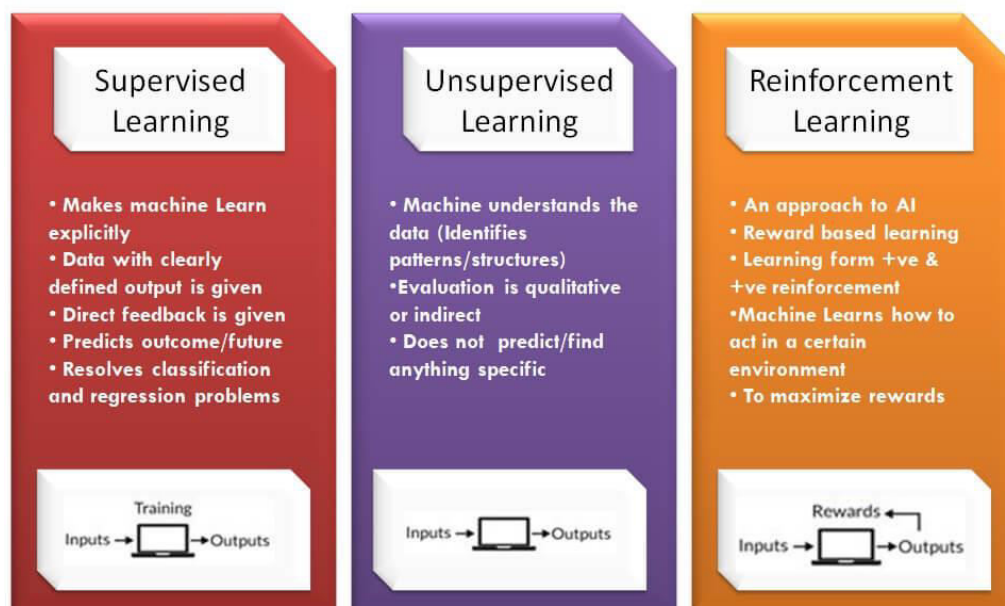 Supervised
Learning
• Makes machine Learn
explicitly
• Data with clearly
defined output is given
• Direct feedback is given
• Predicts outcome/future
• Resolves classification
and regression problems
Training
Inputs
Outputs
Unsupervised
Learning
• Machine understands the
data (Identifies
patterns/structures)
•Evaluation is qualitative
or indirect
• Does not predict/find
anything specific
Inputs
Outputs
Reinforcement
Learning
• An approach to AI
• Reward based learning
• Learning form +ve &
+ve reinforcement
•Machine Learns how to
act in a certain
environment
• To maximize rewards
Rewards
Inputs
Outputs